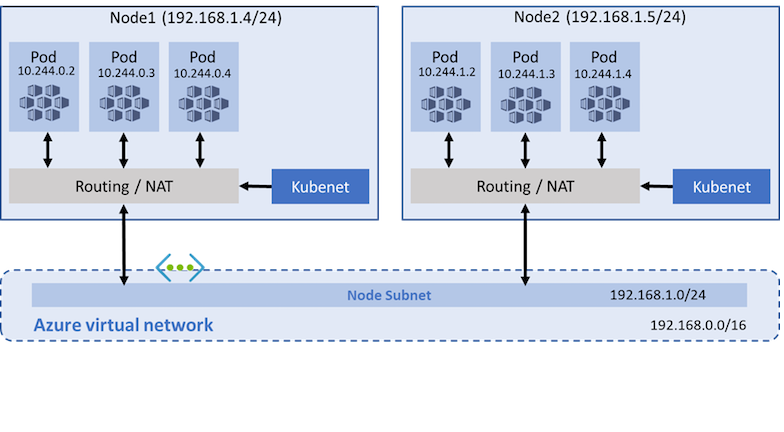 Node1 (192.168.1.4/24)
Pod
10.244.0.2
Pod
10.244.0.3
Pod
10.244.0.4
Routing / NAT
Kubenet
Node2 (192.168.1.5/24)
Pod
10.244.1.2
Pod
10.244.1.3
Pod
10.244.1.4
Routing / NAT
Kubenet
Node Subnet
192.168.1.0/24
Azure virtual network
192.168.0.0/16